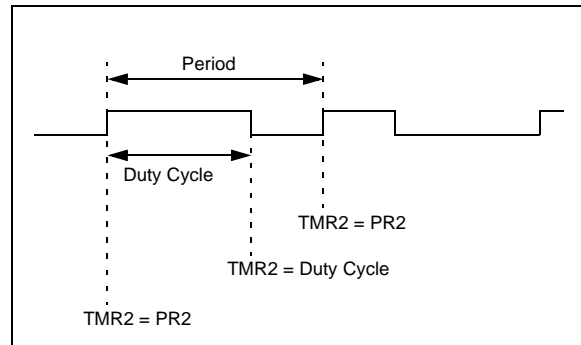 Period
Duty Cycle
TMR2 = PR2
TMR2 = Duty Cycle
TMR2 = PR2